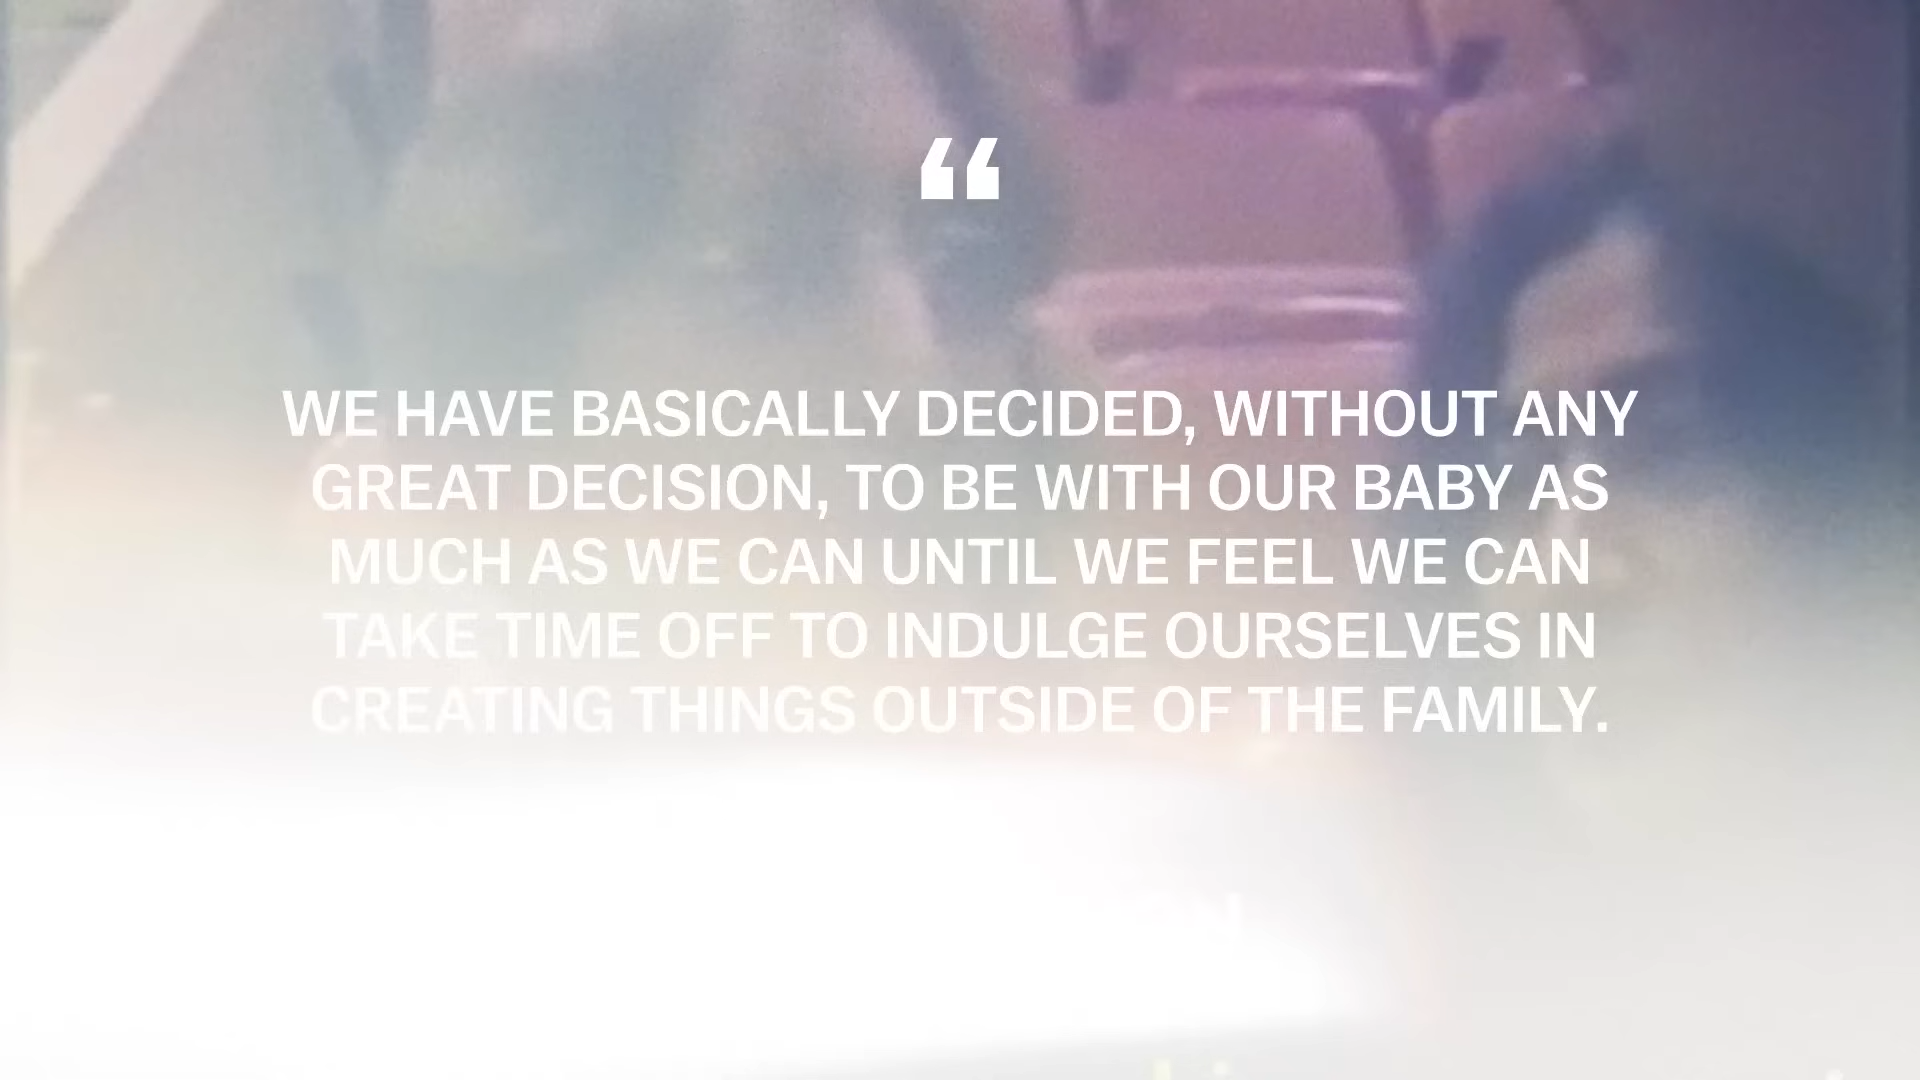 “
WE HAVE BASICALLY DECIDED, WITHOUT ANY
GREAT DECISION, TO BE WITH OUR BABY AS
MUCH AS WE CAN UNTIL WE FEEL WE CAN
TAKE TIME OFF TO INDULGE OURSELVES IN
CREATING THINGS OUTSIDE OF THE FAMILY.